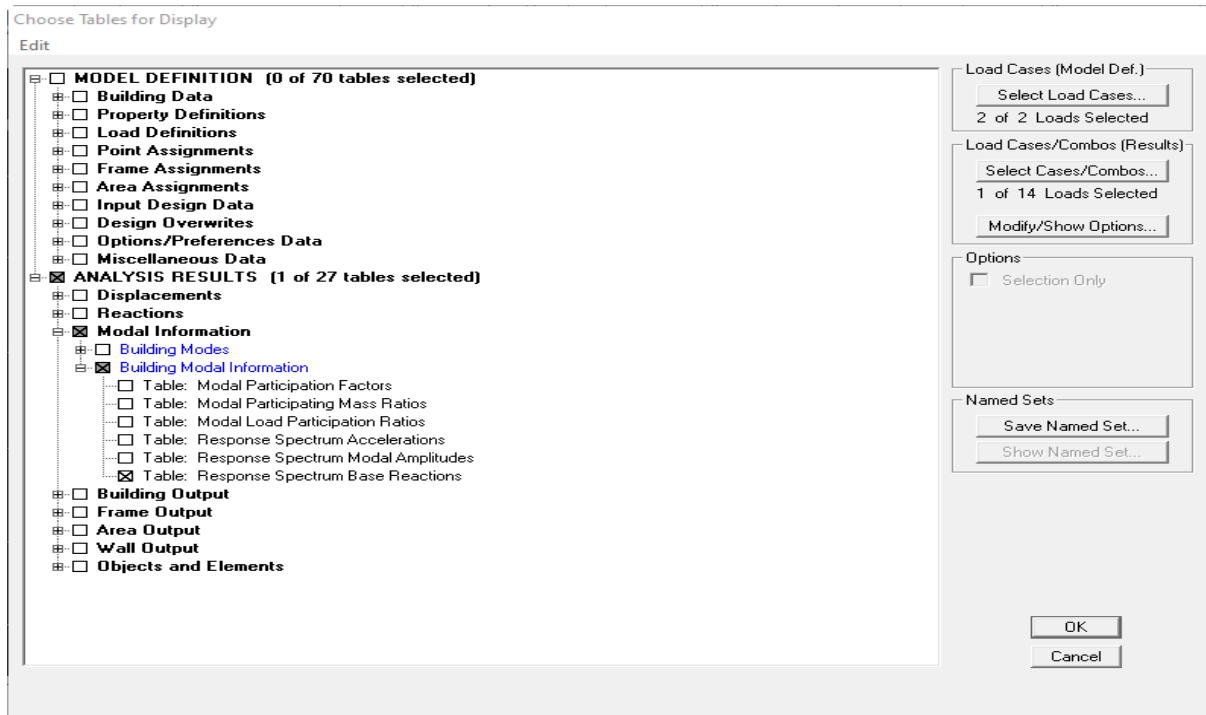 Choose Tables for Display
Edit
MODEL DEFINITION (0 of 70 tables selected)
Building Data
Property Definitions
Load Definitions
Point Assignments
Frame Assignments
Area Assignments
Input Design Data
Design Overwrites
Options/Preferences Data
Miscellaneous Data
ANALYSIS RESULTS (1 of 27 tables selected)
Displacements
Reactions
Modal Information
Building Modes
Building Modal Information
Table: Modal Participation Factors
Table: Modal Participating Mass Ratios
Table: Modal Load Participation Ratios
Table: Response Spectrum Accelerations
Table: Response Spectrum Modal Amplitudes
Table: Response Spectrum Base Reactions
Building Output
Frame Output
Area Output
Wall Output
Objects and Elements
Load Cases (Model Def.)
Select Load Cases...
2 of 2 Loads Selected
Load Cases/Combos (Results)
Select Cases/Combos...
1 of 14 Loads Selected
Modify/Show Options...
Options
Selection Only
Named Sets
Save Named Set...
Show Named Set...
OK
Cancel